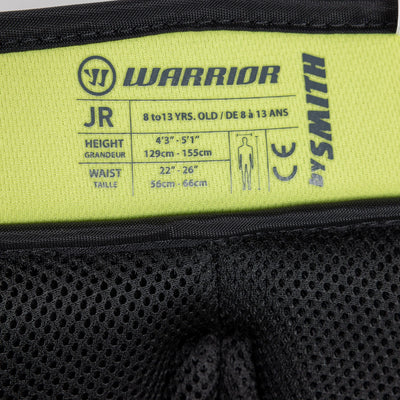 WARRIOR
JR
8 to 13 YRS. OLD / DE 8 à 13 ANS
HEIGHT
GRANDEUR
4'3" - 5'1"
129cm - 155cm
WAIST
TAILLE
22" - 26"
56cm - 66cm
CE
BY SMITH